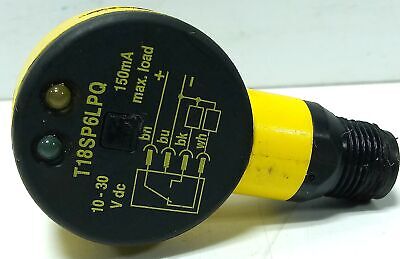 T18SP6LPQ
150mA
max. load
+
−
bn
bu
bk
wh
10 - 30
V dc